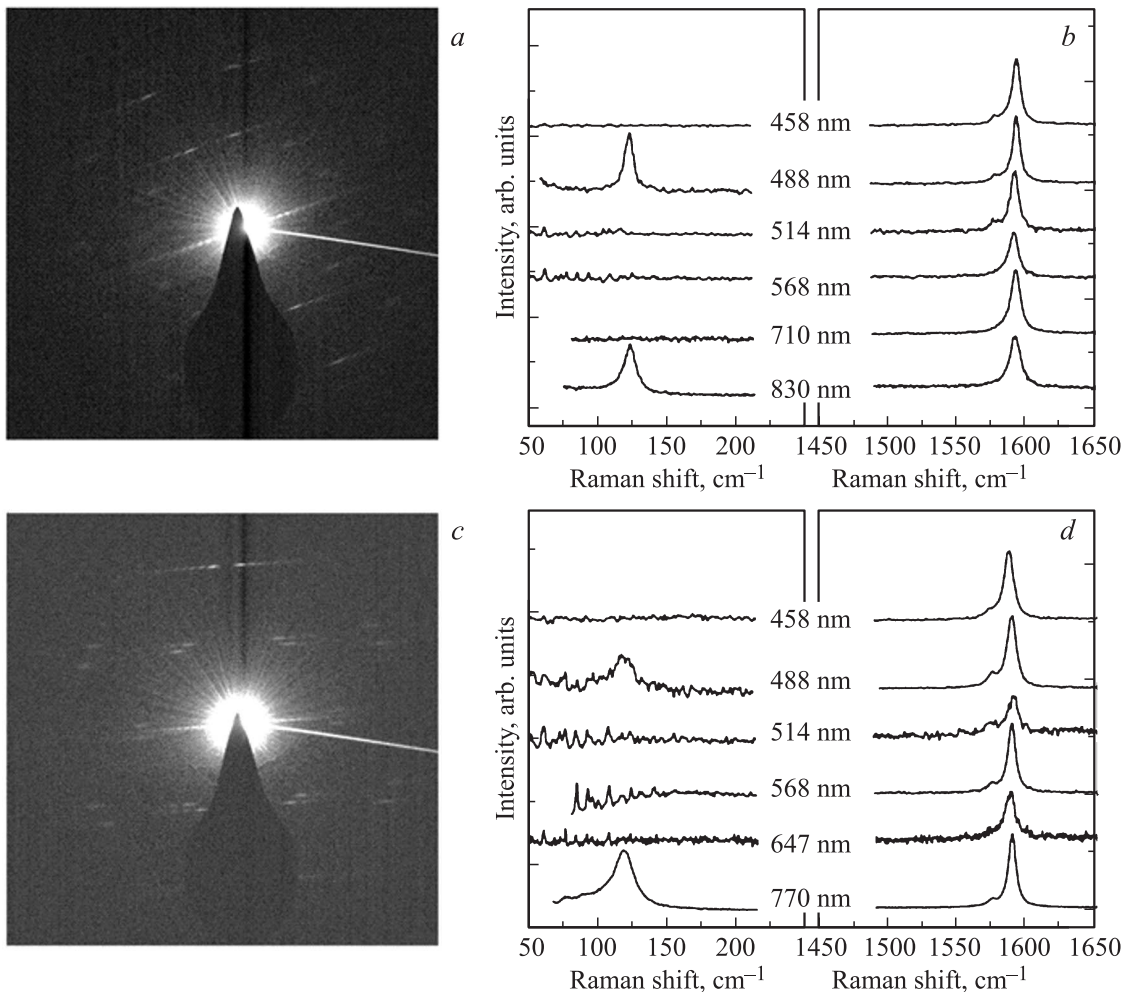 a
b
Intensity, arb. units
458 nm
488 nm
514 nm
568 nm
710 nm
830 nm
50 100 150 200 1450 1500 1550 1600 1650
Raman shift, cm–1 Raman shift, cm–1
c
d
Intensity, arb. units
458 nm
488 nm
514 nm
568 nm
647 nm
770 nm
50 100 150 200 1450 1500 1550 1600 1650
Raman shift, cm–1 Raman shift, cm–1